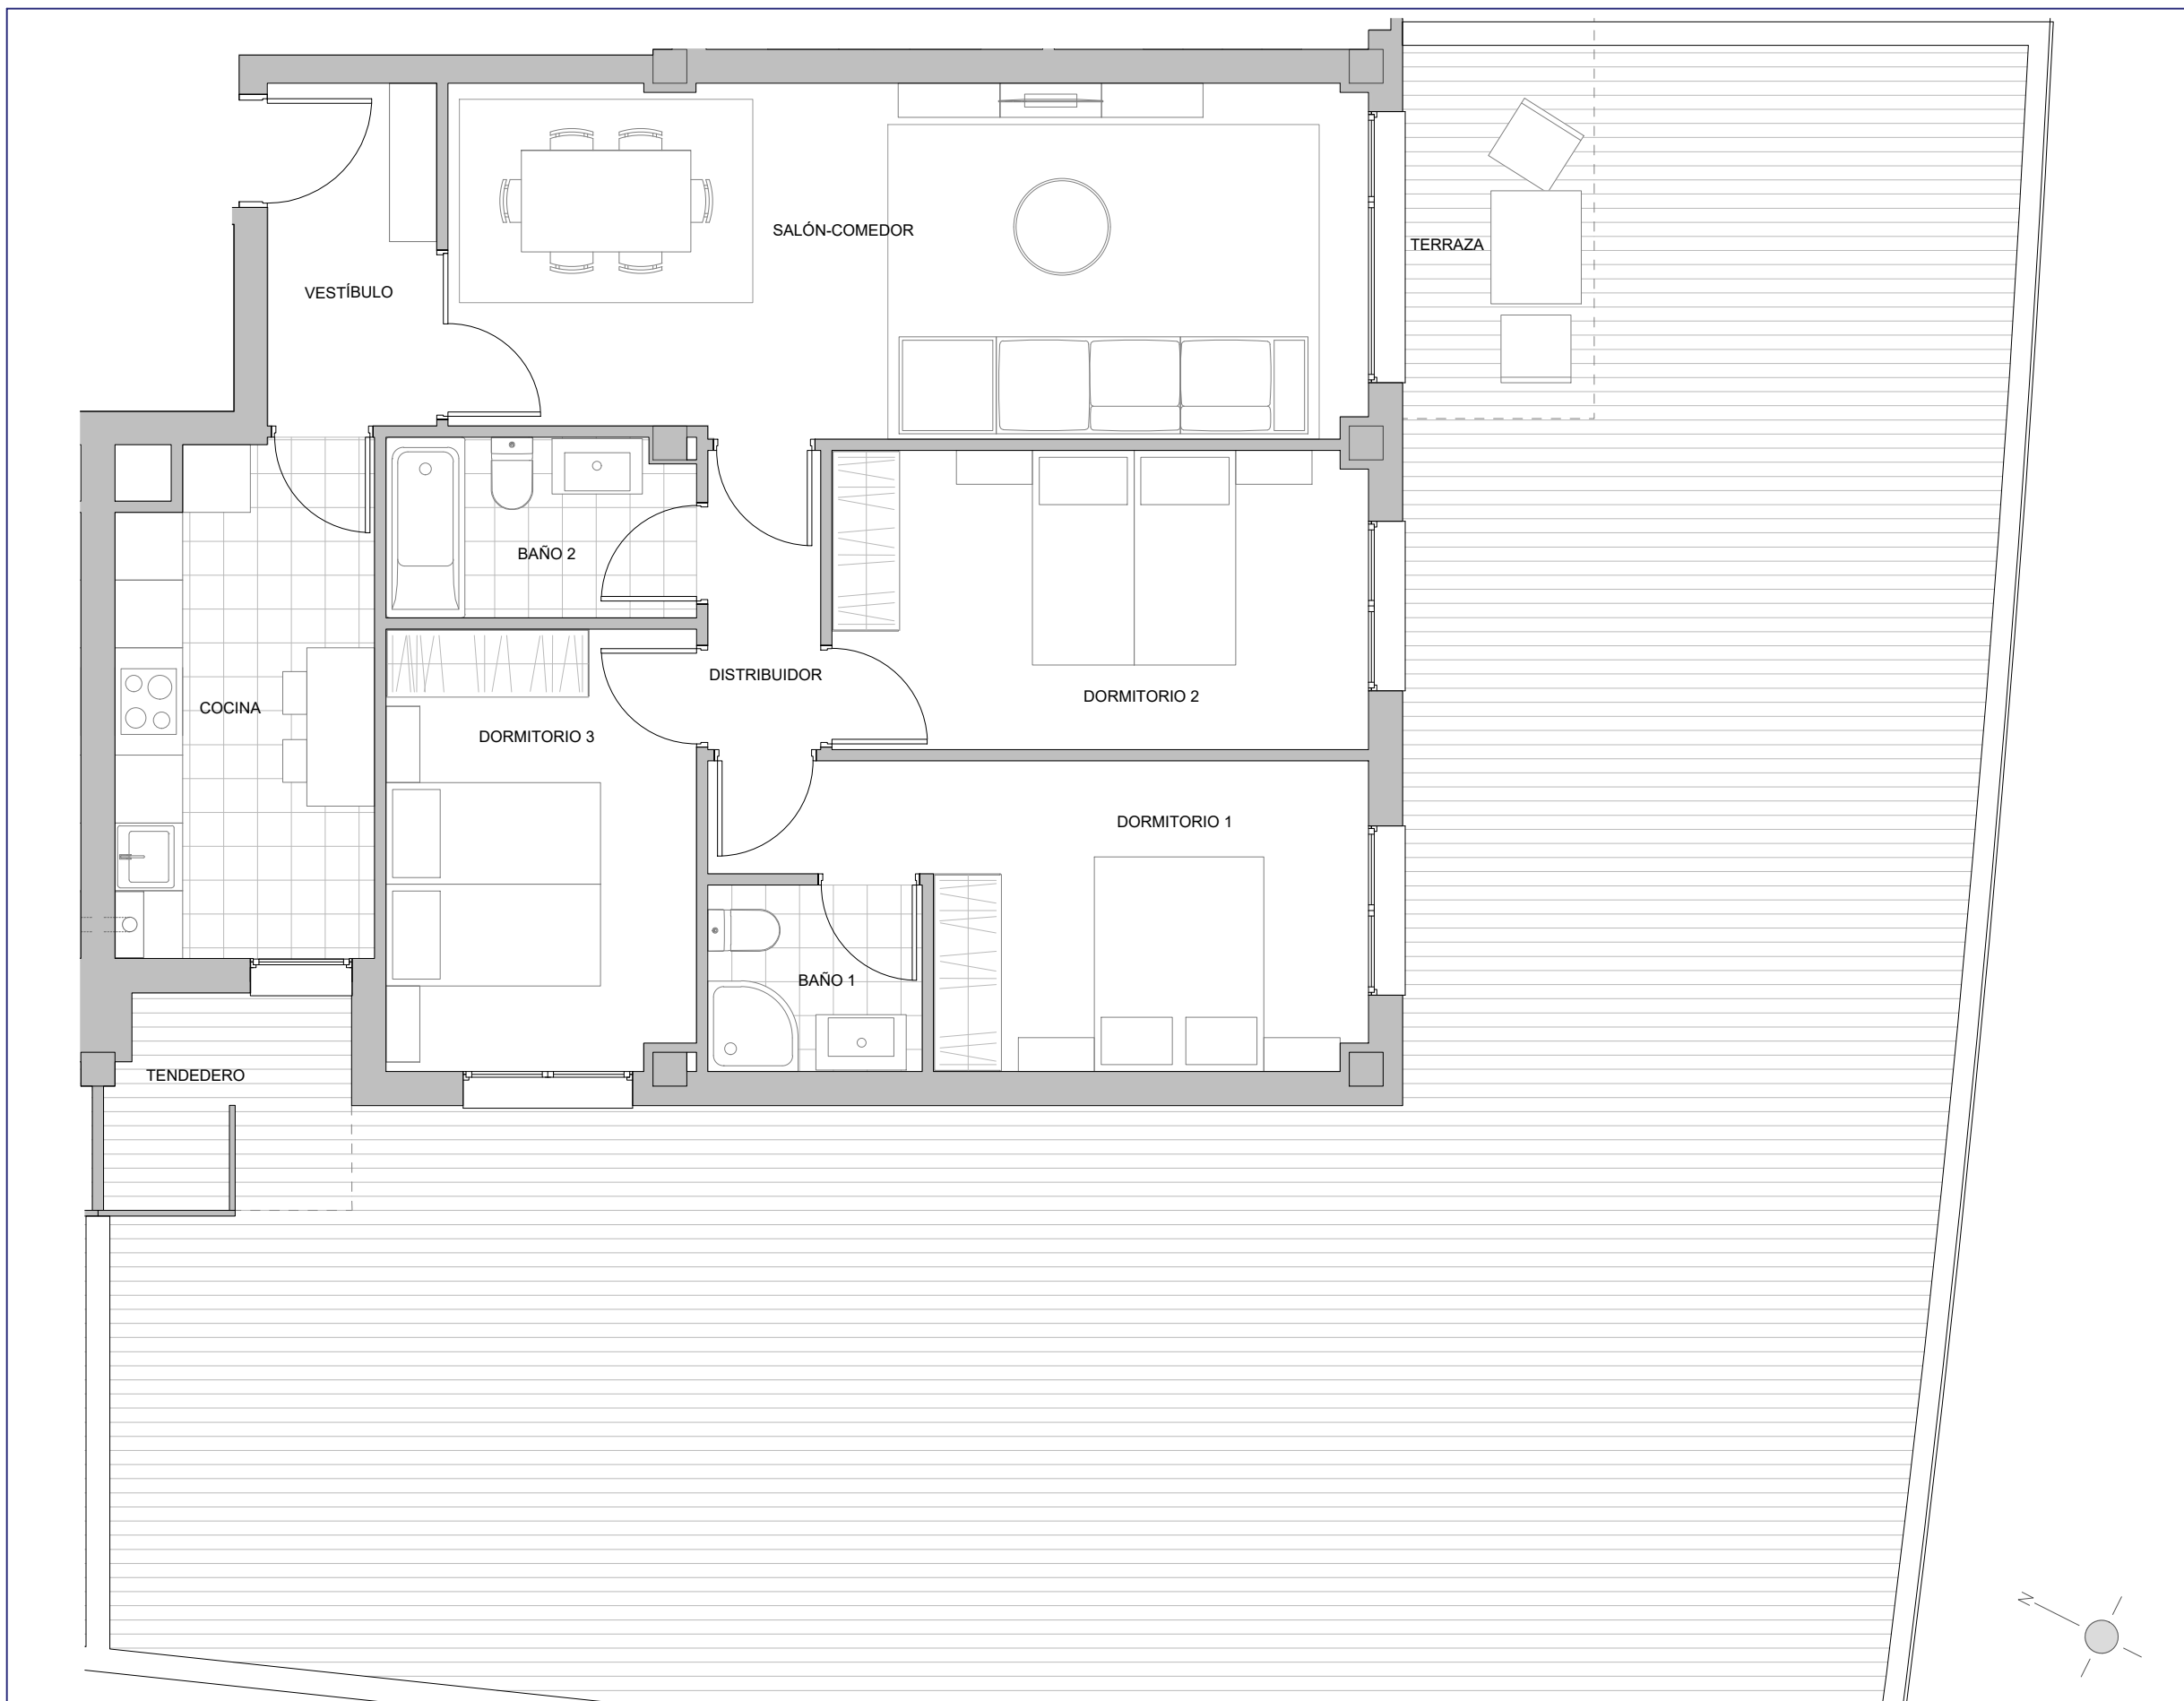 SALÓN-COMEDOR
TERRAZA
VESTÍBULO
BAÑO 2
DISTRIBUIDOR
DORMITORIO 2
COCINA
DORMITORIO 3
DORMITORIO 1
BAÑO 1
TENDEDERO
N